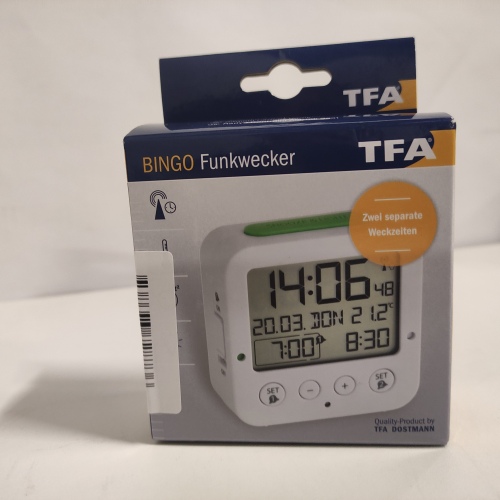 TFA
BINGO Funkwecker
TFA
Zwei separate
Weckzeiten
14:06
48
20.03. DON 21.2°C
7:00 8:30
SET
-
+
SET
Quality-Product by
TFA DOSTMANN